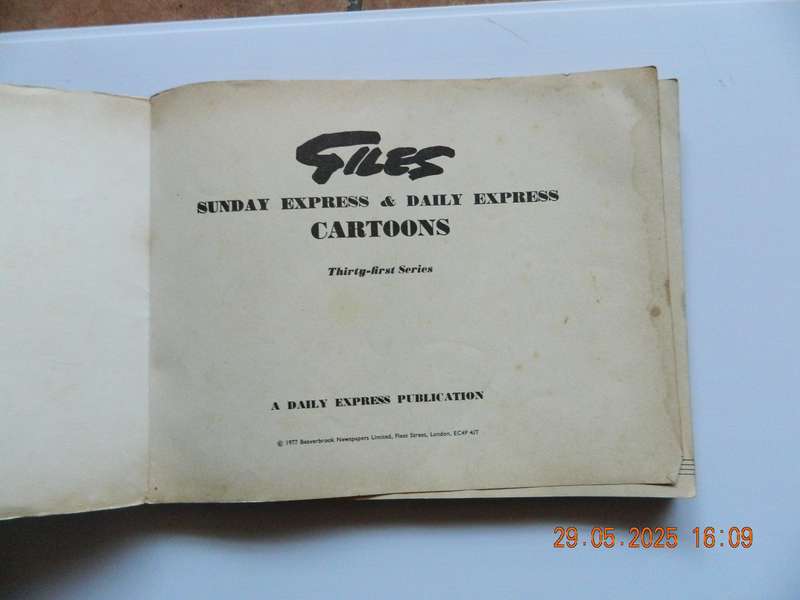 GILES
SUNDAY EXPRESS & DAILY EXPRESS
CARTOONS
Thirty-first Series
A DAILY EXPRESS PUBLICATION
© 1977 Beaverbrook Newspapers Limited, Fleet Street, London, EC4P 4JT
29.05.2025 16:09